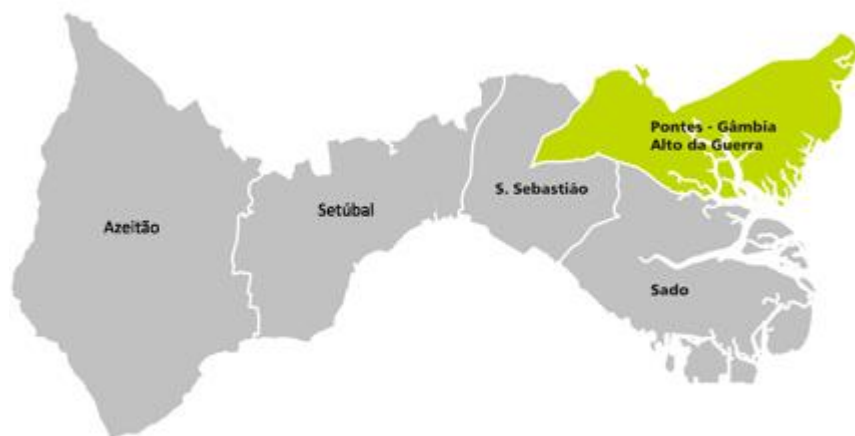 Pontes - Gâmbia
Alto da Guerra
S. Sebastião
Setúbal
Azeitão
Sado